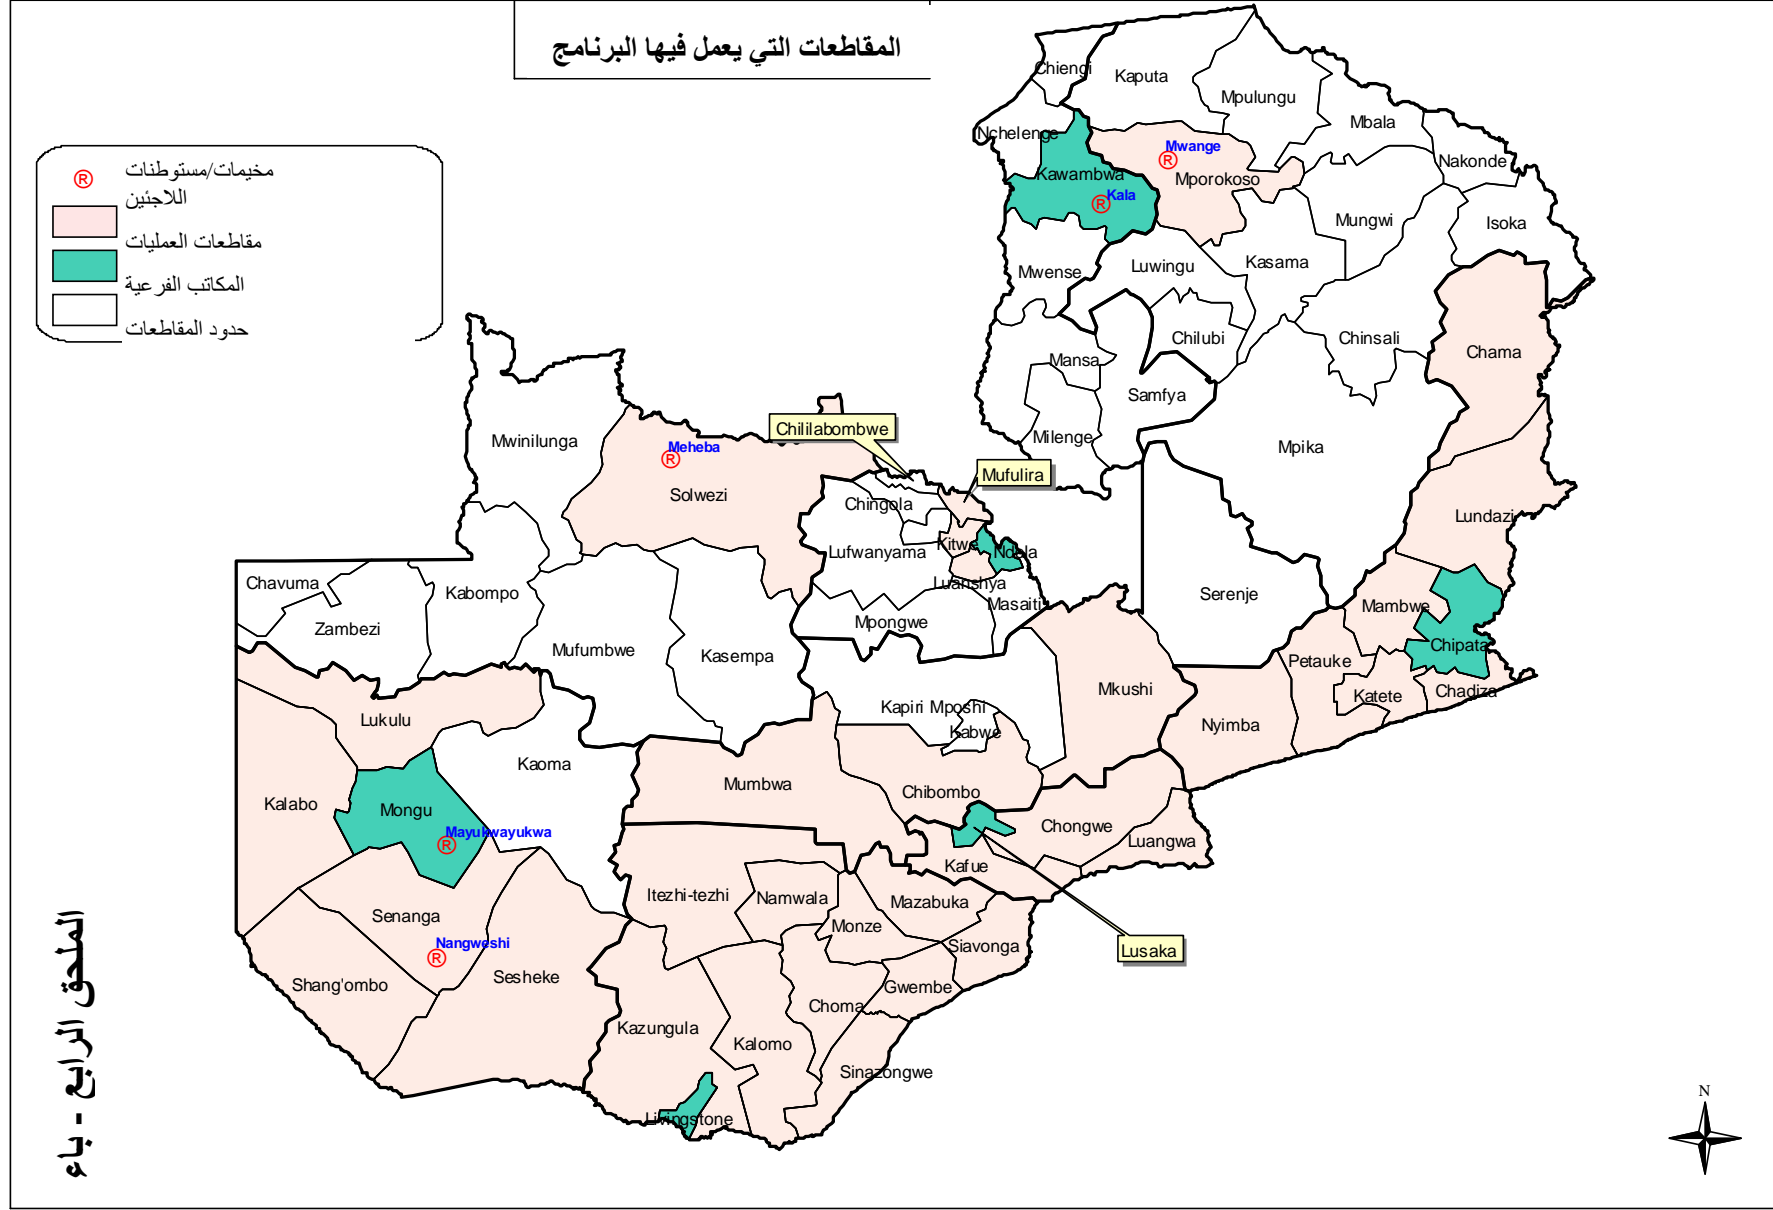 المقاطعات التي يعمل فيها البرنامج
® مخيمات/مستوطنات
اللاجئين
مقاطعات العمليات
المكاتب الفرعية
حدود المقاطعات
Chiengi
Kaputa
Mpulungu
Mbala
Nchelenge
Nakonde
Mwange
®
Kawambwa
Mporokoso
Kala
®
Mungwi
Isoka
Mwense
Luwingu
Kasama
Chilubi
Chinsali
Chama
Mansa
Samfya
Milenge
Mpika
Mwinilunga
Chililabombwe
Meheba
®
Solwezi
Mufulira
Chingola
Lundazi
Lufwanyama
Kitwe
Ndola
Luanshya
Chavuma
Kabompo
Zambezi
Masaiti
Serenje
Mambwe
Mpongwe
Mufumbwe
Kasempa
Chipata
Petauke
Katete
Chadiza
Mkushi
Lukulu
Kapiri Mposhi
Kabwe
Nyimba
Kaoma
Mumbwa
Chibombo
Kalabo
Mongu
Mayukwayukwa
®
Chongwe
Luangwa
Kafue
Itezhi-tezhi
Namwala
Mazabuka
Senanga
Monze
Siavonga
Lusaka
Nangweshi
®
Shang'ombo
Sesheke
Gwembe
Choma
Kazungula
Kalomo
Sinazongwe
Livingstone
N
الملحق الرابع - باء